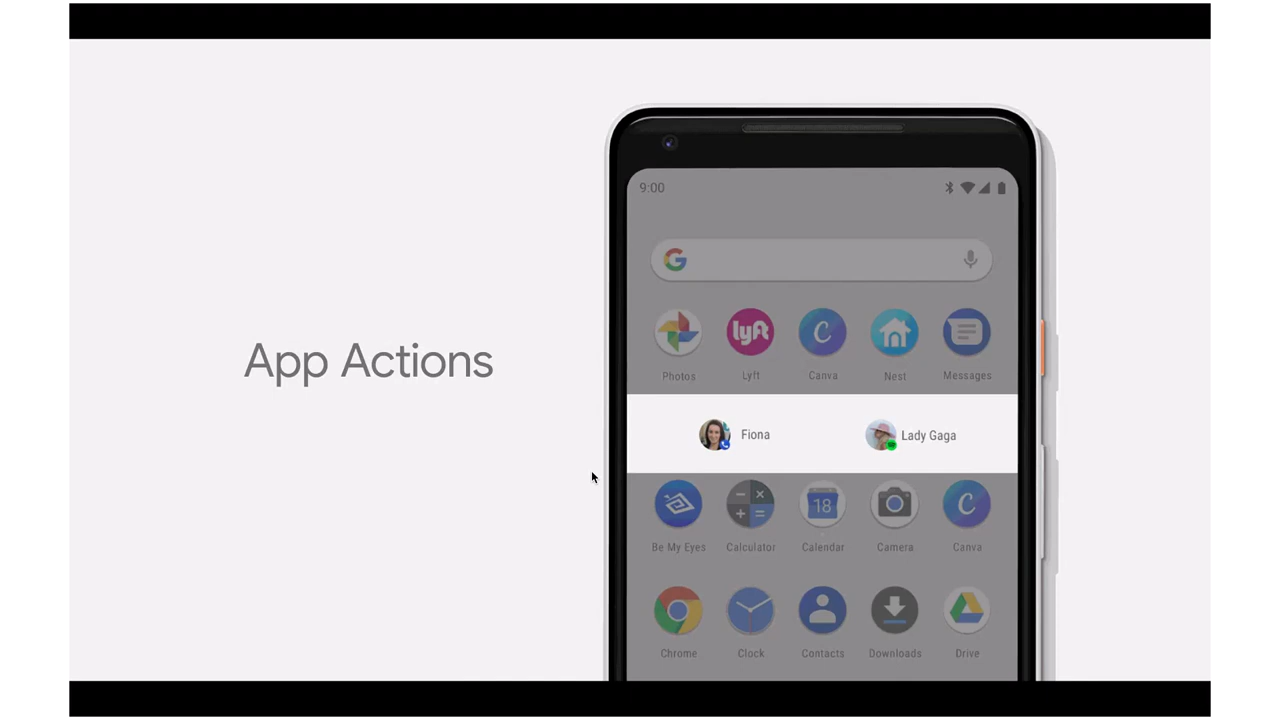 App Actions
9:00
G
Photos
lyft
Lyft
C
Canva
Nest
Messages
Fiona
Lady Gaga
Be My Eyes
Calculator
18
Calendar
Camera
C
Canva
Chrome
Clock
Contacts
Downloads
Drive